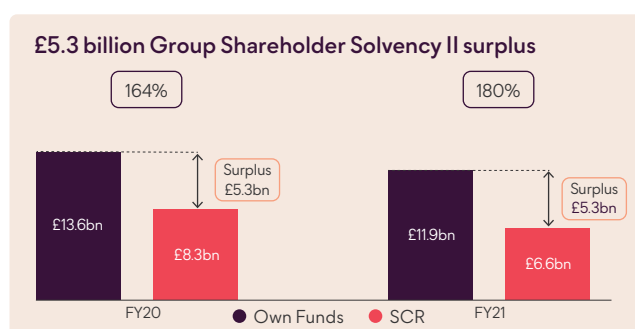 £5.3 billion Group Shareholder Solvency II surplus
164%
180%
Surplus
£5.3bn
Surplus
£5.3bn
£13.6bn
£8.3bn
£11.9bn
£6.6bn
FY20
Own Funds
SCR
FY21